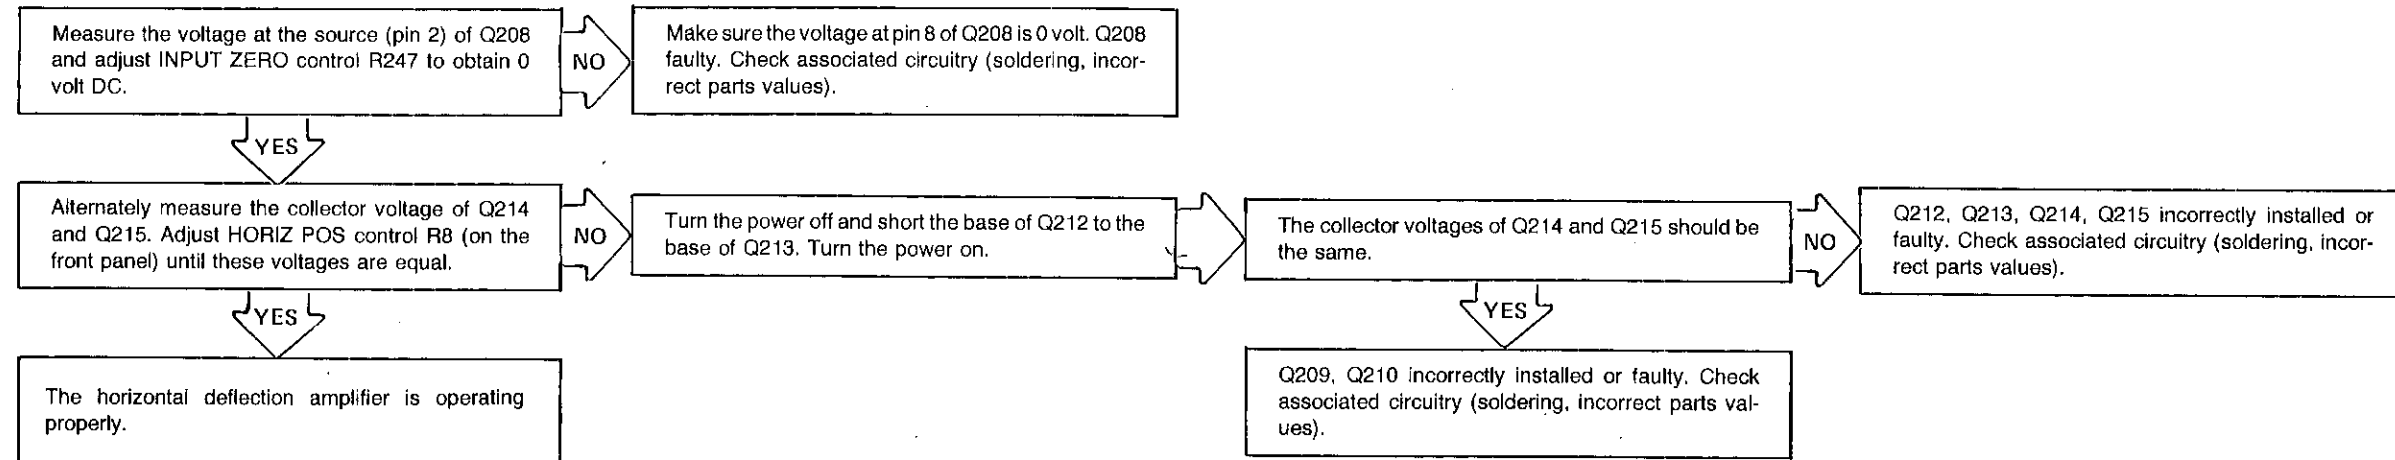 Measure the voltage at the source (pin 2) of Q208
and adjust INPUT ZERO control R247 to obtain 0
volt DC.
NO
Make sure the voltage at pin 8 of Q208 is 0 volt. Q208
faulty. Check associated circuitry (soldering, incor-
rect parts values).
YES
Alternately measure the collector voltage of Q214
and Q215. Adjust HORIZ POS control R8 (on the
front panel) until these voltages are equal.
NO
Turn the power off and short the base of Q212 to the
base of Q213. Turn the power on.
The collector voltages of Q214 and Q215 should be
the same.
NO
Q212, Q213, Q214, Q215 incorrectly installed or
faulty. Check associated circuitry (soldering, incor-
rect parts values).
YES
The horizontal deflection amplifier is operating
properly.
YES
Q209, Q210 incorrectly installed or faulty. Check
associated circuitry (soldering, incorrect parts val-
ues).